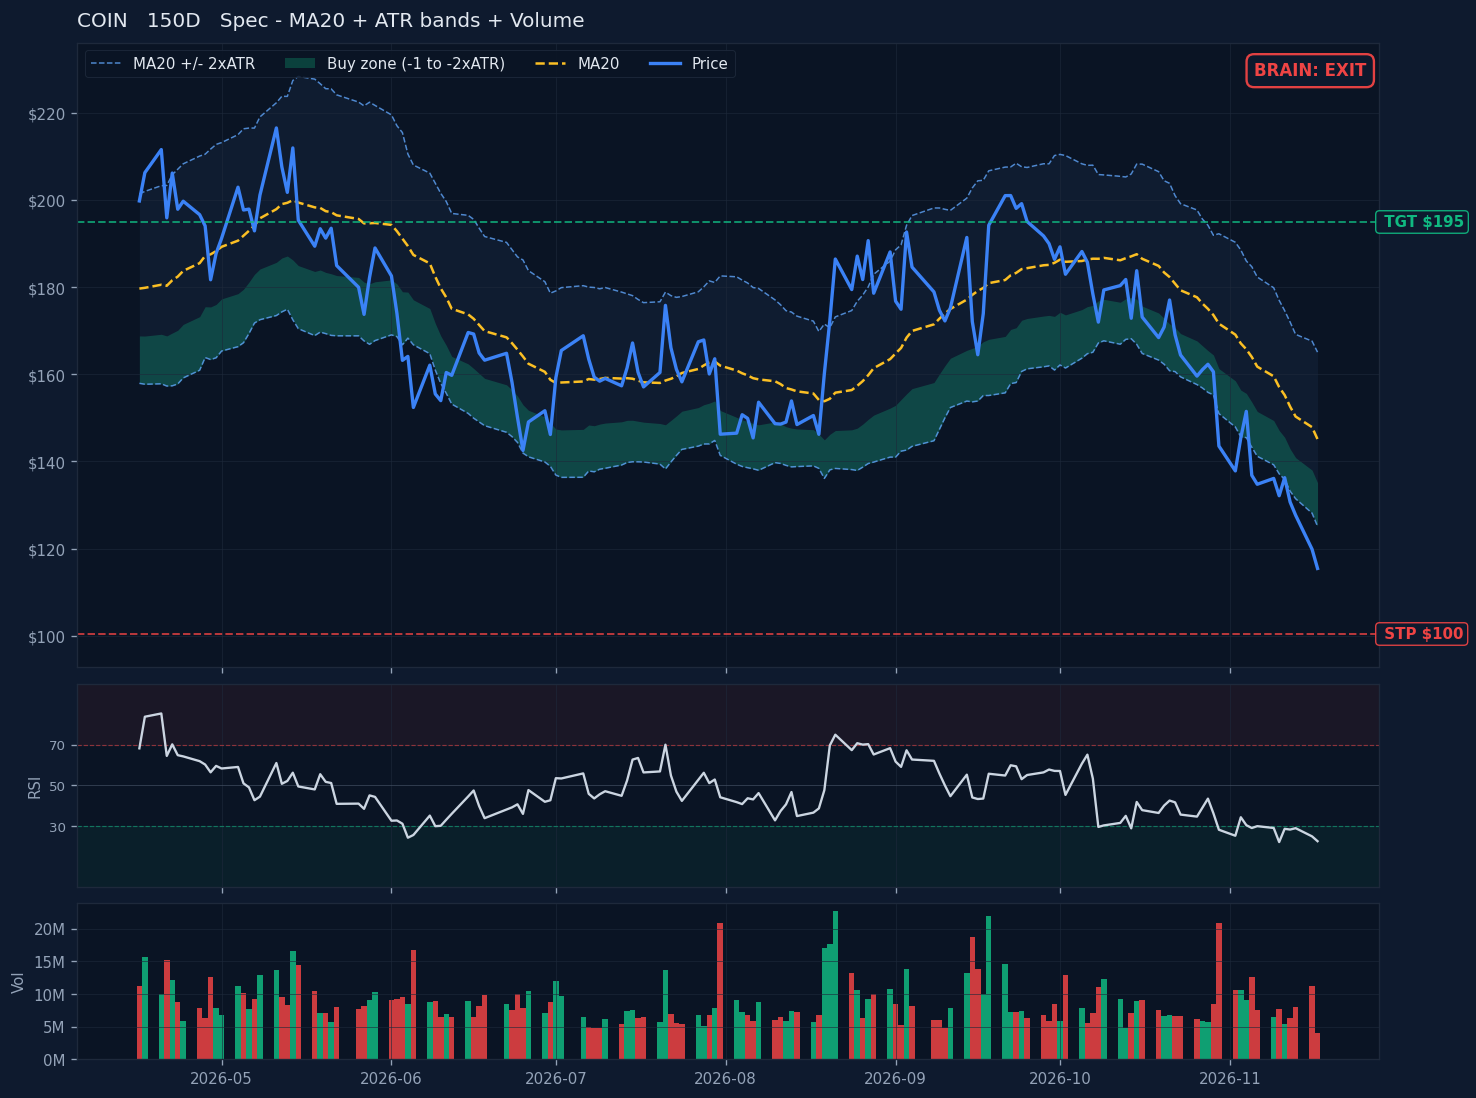 COIN   150D   Spec - MA20 + ATR bands + Volume
MA20 +/- 2xATR   Buy zone (-1 to -2xATR)   MA20   Price
BRAIN: EXIT
$220
$200
TGT $195
$180
$160
$140
$120
$100
STP $100
70
50
30
RSI
20M
15M
10M
5M
0M
Vol
2026-05   2026-06   2026-07   2026-08   2026-09   2026-10   2026-11